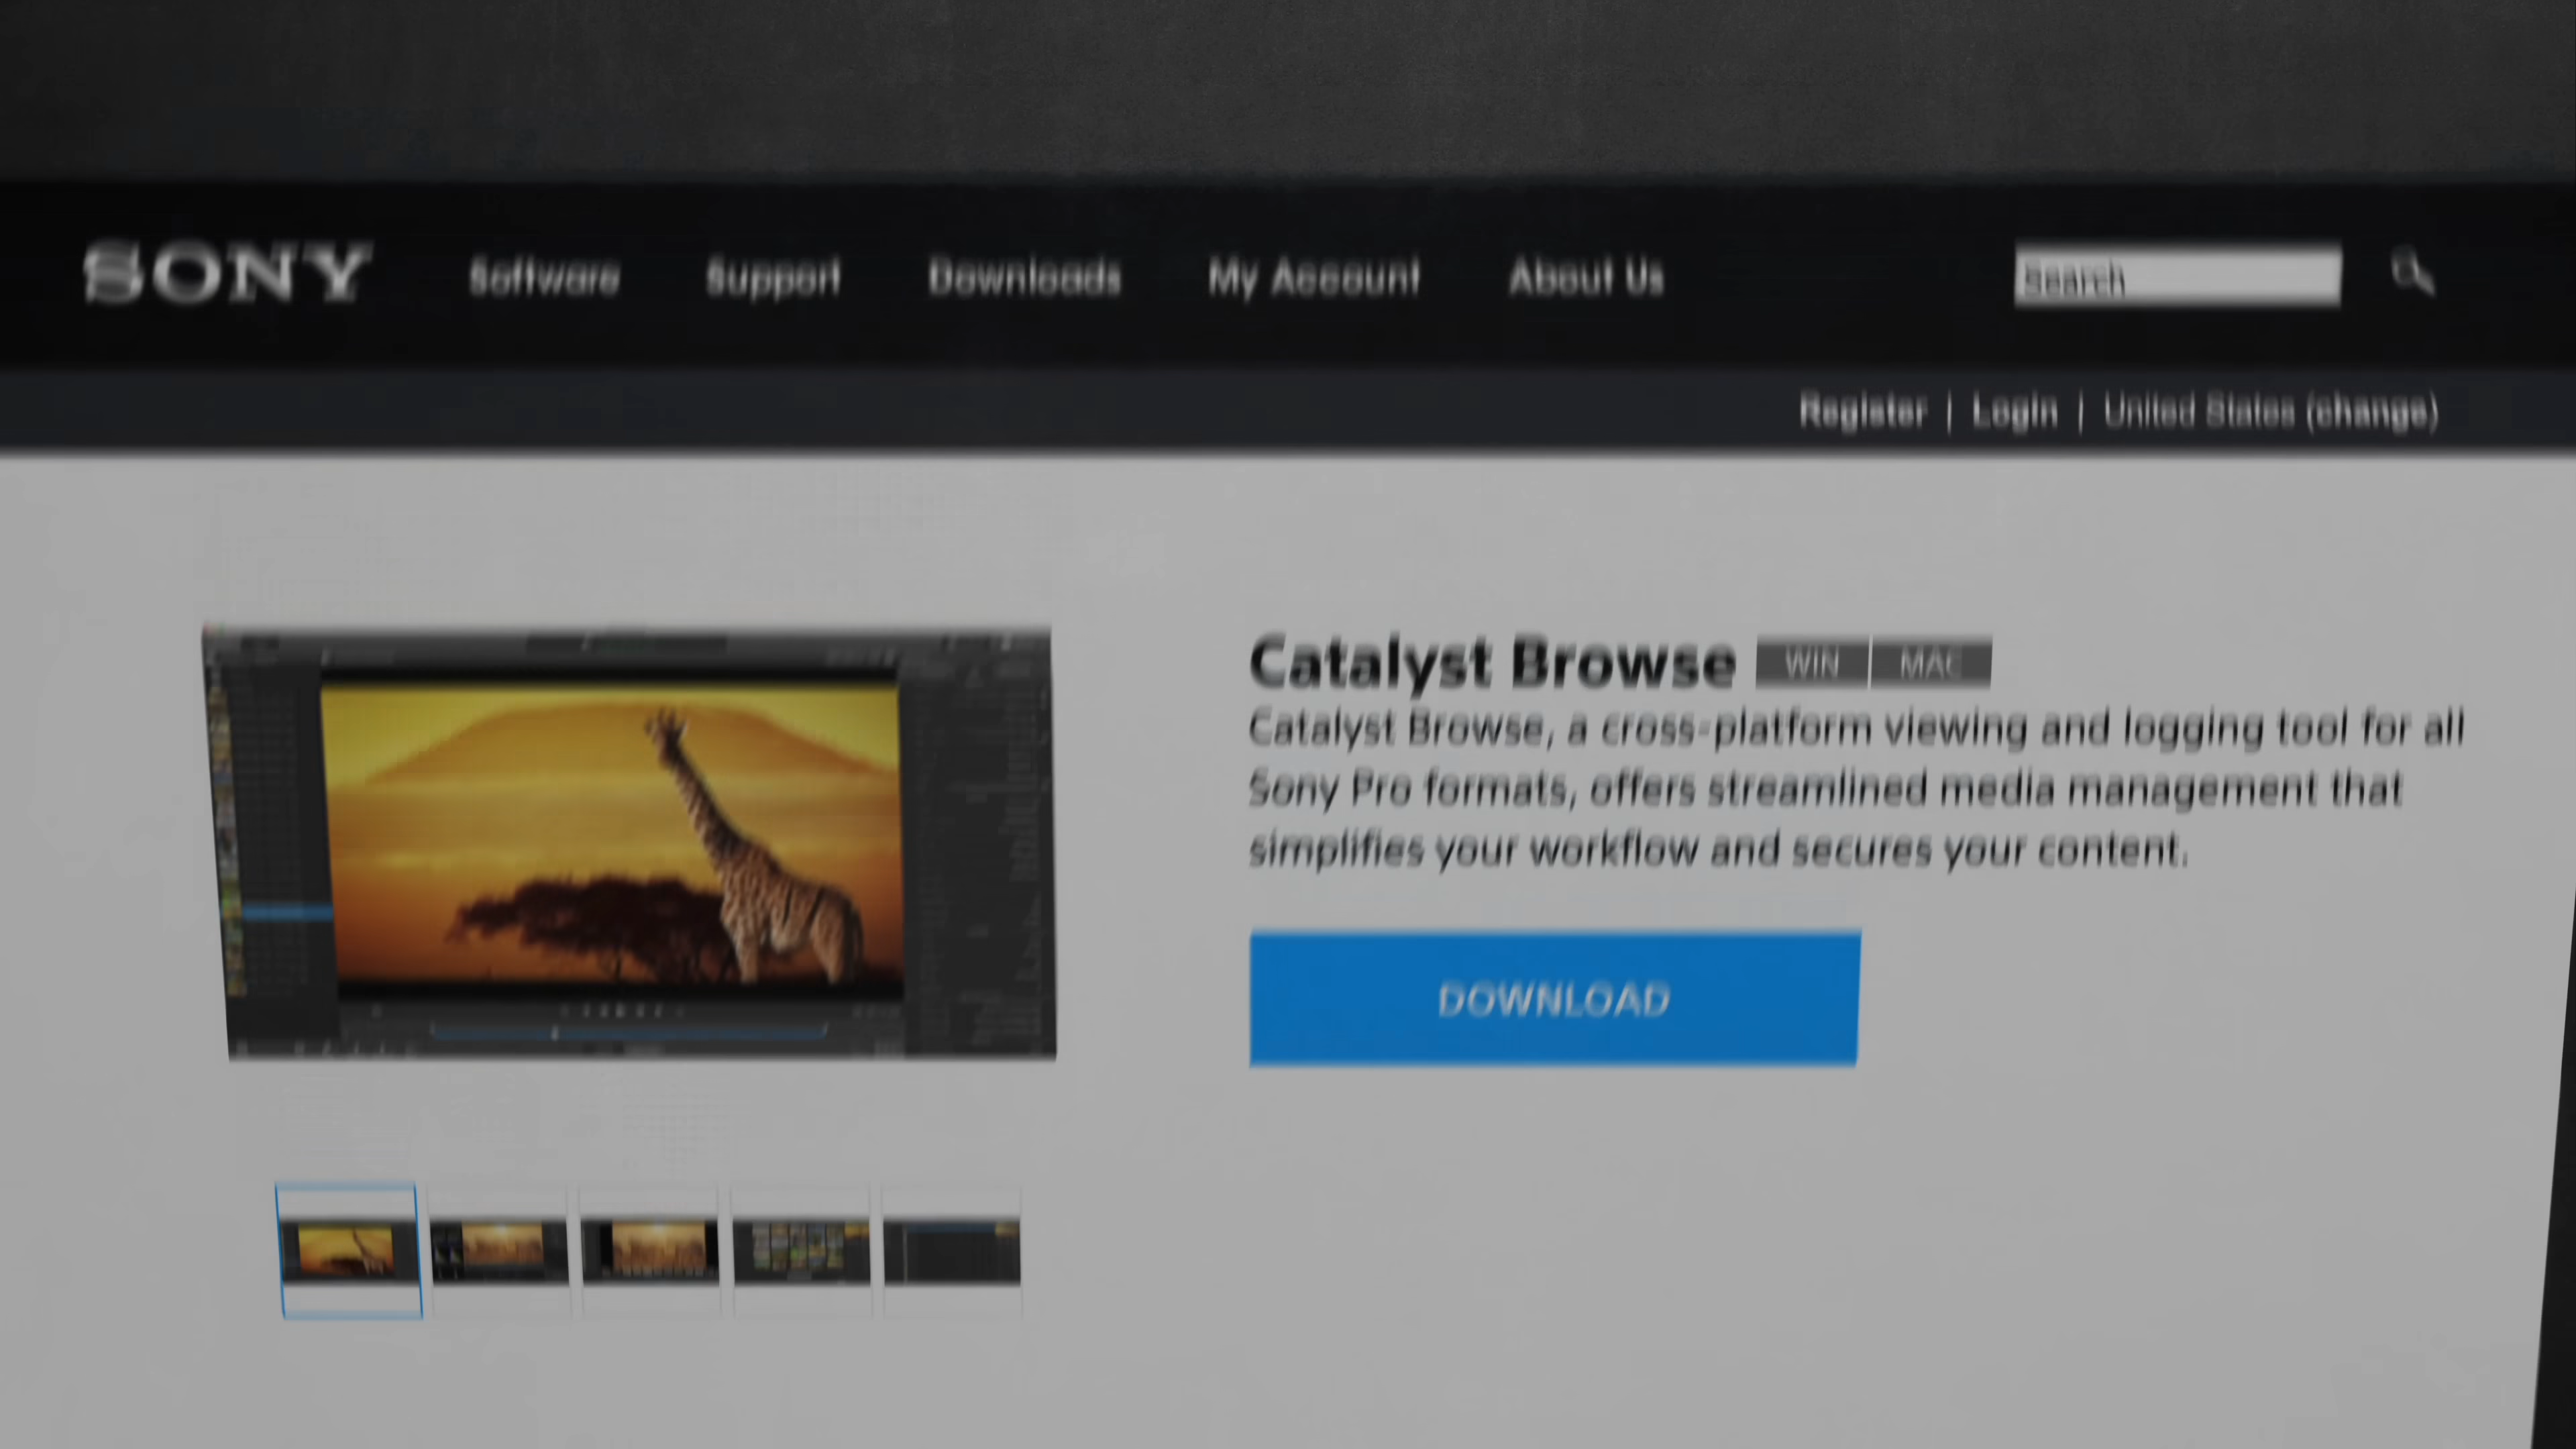 SONY Software Support Downloads My Account About Us Search
Register | Login | United States (change)
Catalyst Browse WIN MAC
Catalyst Browse, a cross-platform viewing and logging tool for all
Sony Pro formats, offers streamlined media management that
simplifies your workflow and secures your content.
DOWNLOAD